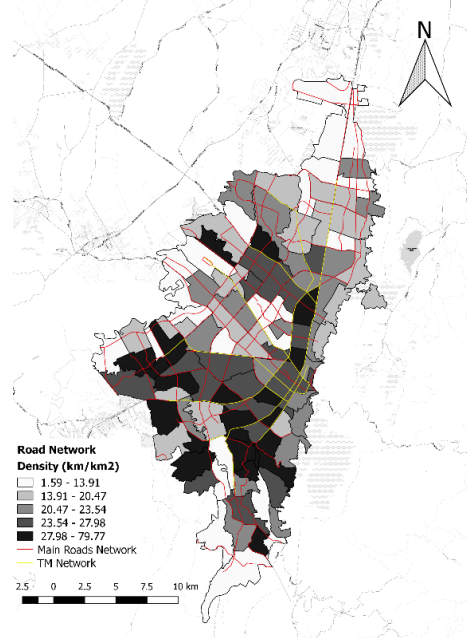 N
Road Network
Density (km/km2)
1.59 - 13.91
13.91 - 20.47
20.47 - 23.54
23.54 - 27.98
27.98 - 79.77
Main Roads Network
TM Network
2.5 0 2.5 5 7.5 10 km